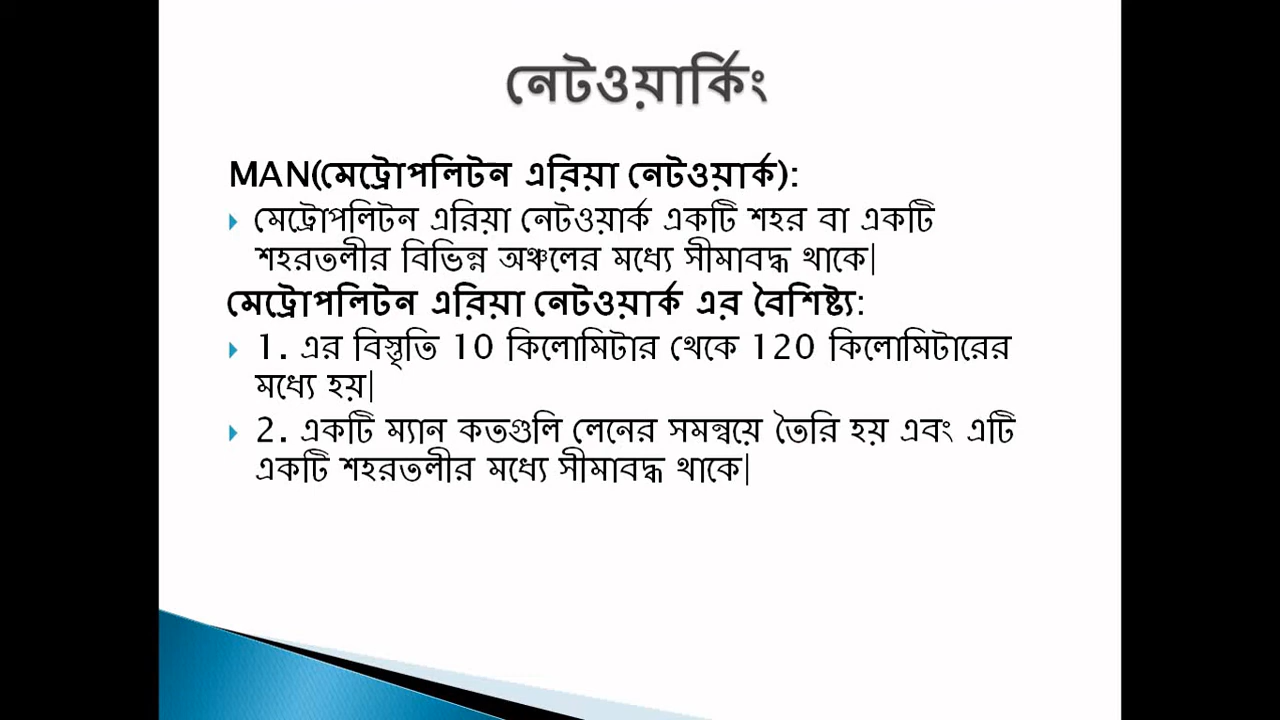 নেটওয়ার্কিং
MAN(মেট্রোপলিটন এরিয়া নেটওয়ার্ক):
মেট্রোপলিটন এরিয়া নেটওয়ার্ক একটি শহর বা একটি
শহরতলীর বিভিন্ন অঞ্চলের মধ্যে সীমাবদ্ধ থাকে|
মেট্রোপলিটন এরিয়া নেটওয়ার্ক এর বৈশিষ্ট্য:
1. এর বিস্তৃতি 10 কিলোমিটার থেকে 120 কিলোমিটারের
মধ্যে হয়|
2. একটি ম্যান কতগুলি লেনের সমন্বয়ে তৈরি হয় এবং এটি
একটি শহরতলীর মধ্যে সীমাবদ্ধ থাকে|